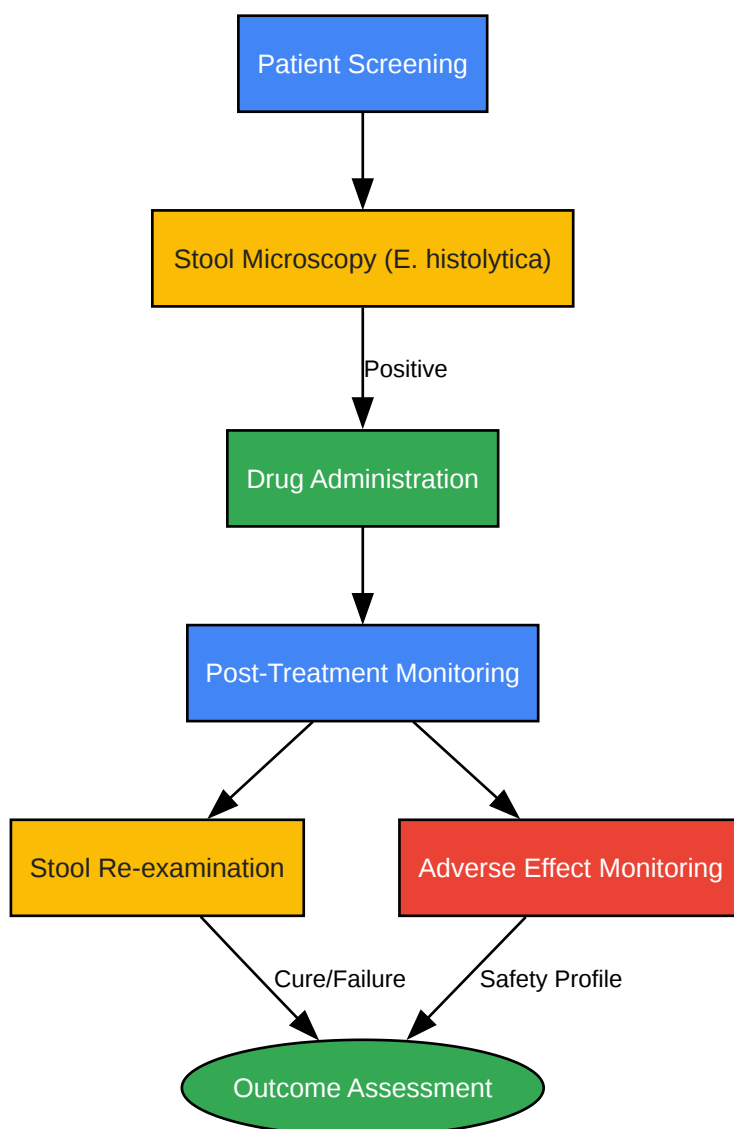 Patient Screening
Stool Microscopy (E. histolytica)
Positive
Drug Administration
Post-Treatment Monitoring
Stool Re-examination
Adverse Effect Monitoring
Cure/Failure
Safety Profile
Outcome Assessment